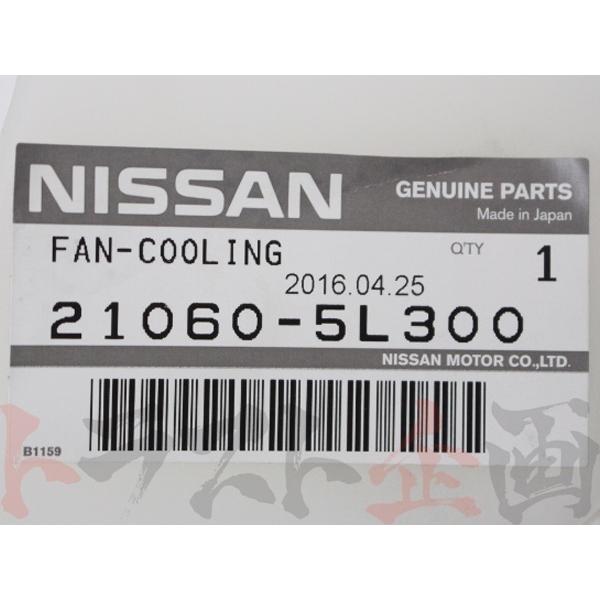 NISSAN
GENUINE PARTS
Made in Japan
FAN-COOLING
Q'TY 1
2016.04.25
21060-5L300
NISSAN MOTOR CO.,LTD.
B1159
トラスト企画